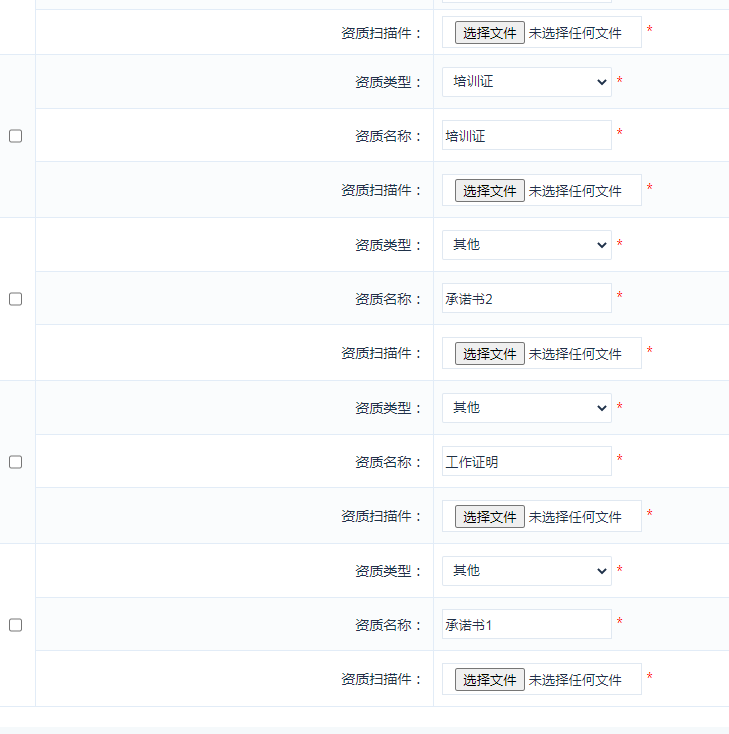 资质扫描件： 选择文件 未选择任何文件 *
资质类型： 培训证 *
资质名称： 培训证 *
资质扫描件： 选择文件 未选择任何文件 *
资质类型： 其他 *
资质名称： 承诺书2 *
资质扫描件： 选择文件 未选择任何文件 *
资质类型： 其他 *
资质名称： 工作证明 *
资质扫描件： 选择文件 未选择任何文件 *
资质类型： 其他 *
资质名称： 承诺书1 *
资质扫描件： 选择文件 未选择任何文件 *